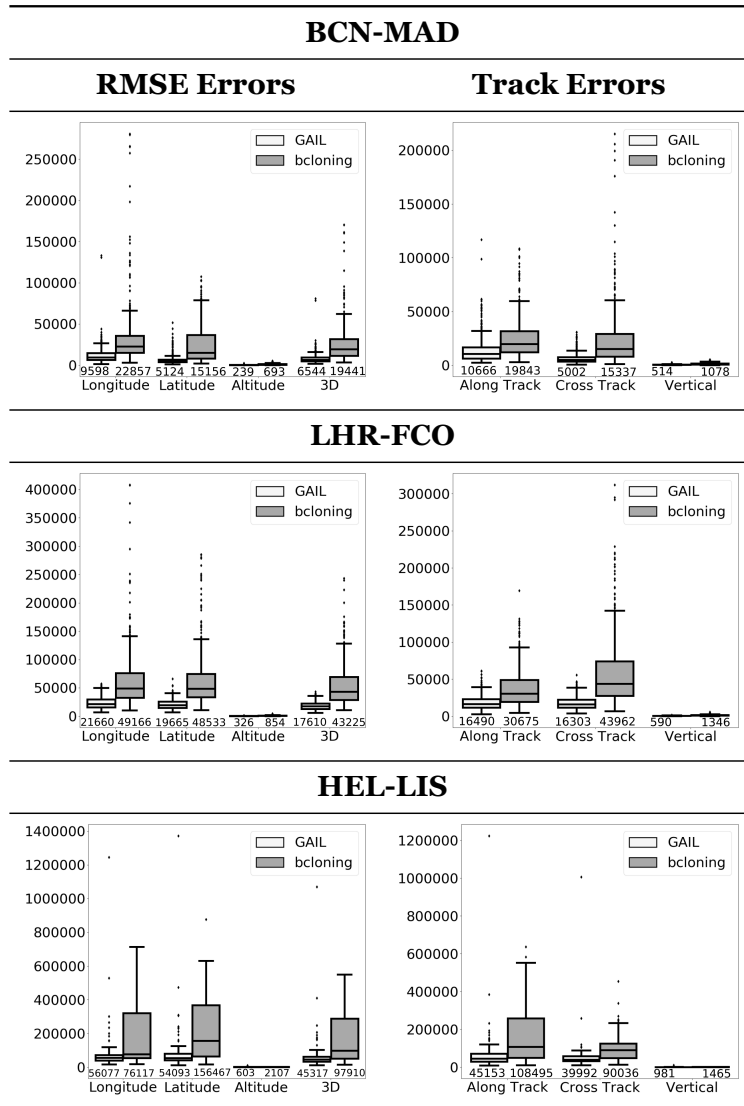 BCN-MAD
RMSE Errors
Track Errors
GAIL
bcloning
250000
200000
150000
100000
50000
0
9598 22857 5124 15156 239 693 6544 19441
Longitude Latitude Altitude 3D
GAIL
bcloning
200000
150000
100000
50000
0
10666 19843 5002 15337 514 1078
Along Track Cross Track Vertical
LHR-FCO
GAIL
bcloning
400000
350000
300000
250000
200000
150000
100000
50000
0
21660 49166 19665 48533 326 854 17610 43225
Longitude Latitude Altitude 3D
GAIL
bcloning
300000
250000
200000
150000
100000
50000
0
16490 30675 16303 43962 590 1346
Along Track Cross Track Vertical
HEL-LIS
GAIL
bcloning
1400000
1200000
1000000
800000
600000
400000
200000
0
56077 76117 54093 156467 603 2107 45317 97910
Longitude Latitude Altitude 3D
GAIL
bcloning
1200000
1000000
800000
600000
400000
200000
0
45153 108495 39992 90036 981 1465
Along Track Cross Track Vertical